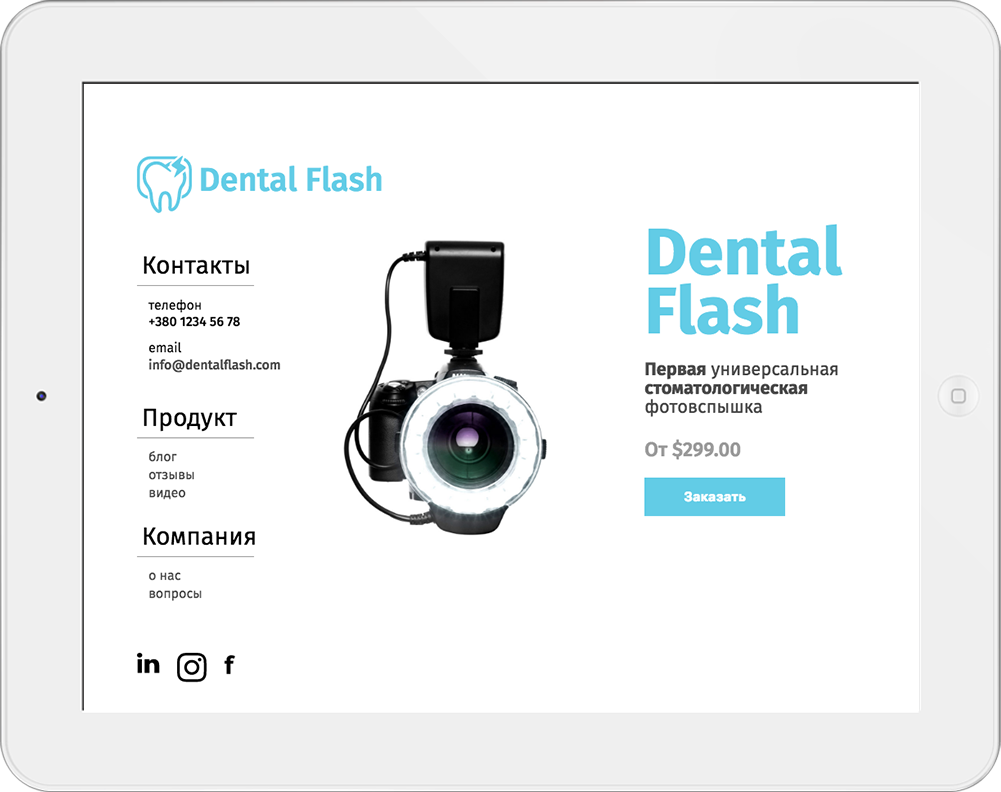 Dental Flash
Контакты
телефон
+380 1234 56 78
email
info@dentalflash.com
Продукт
блог
отзывы
видео
Компания
о нас
вопросы
in
f
Dental
Flash
Первая универсальная
стоматологическая
фотовспышка
От $299.00
Заказать